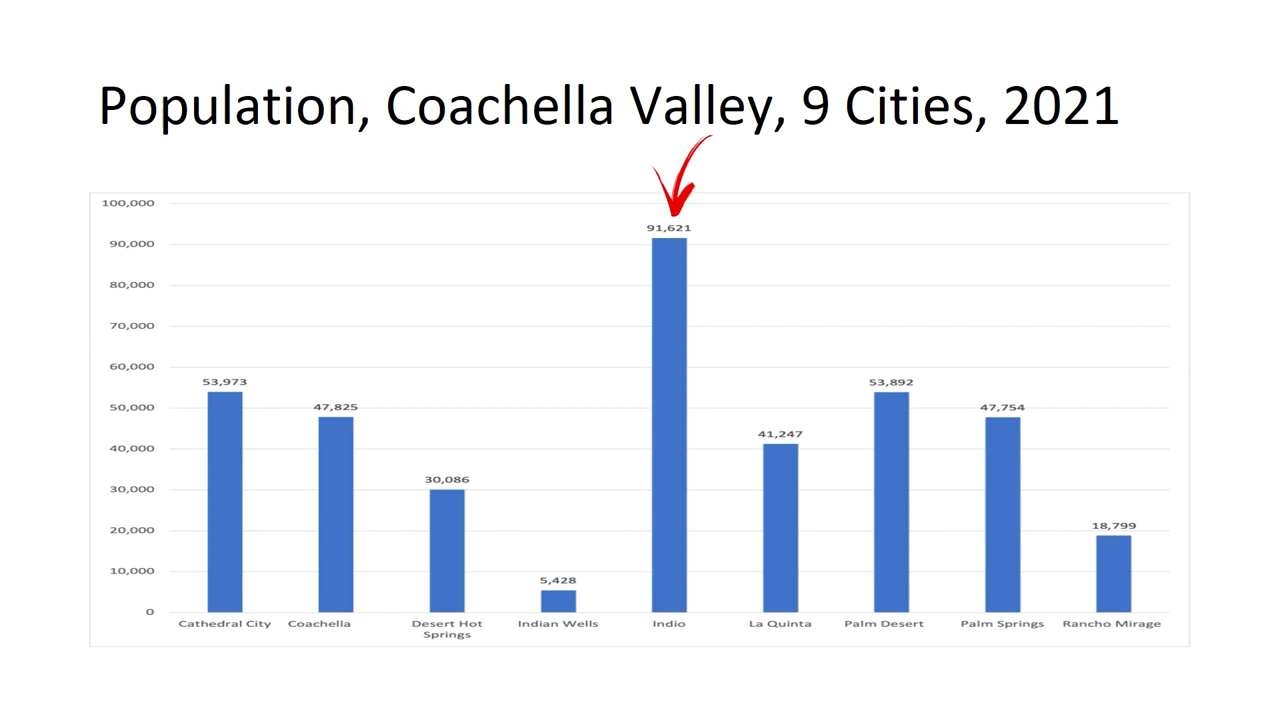 Population, Coachella Valley, 9 Cities, 2021
100,000
90,000
80,000
70,000
60,000
50,000
40,000
30,000
20,000
10,000
0
53,973
47,825
30,086
5,428
91,621
41,247
53,892
47,754
18,799
Cathedral City
Coachella
Desert Hot
Springs
Indian Wells
Indio
La Quinta
Palm Desert
Palm Springs
Rancho Mirage